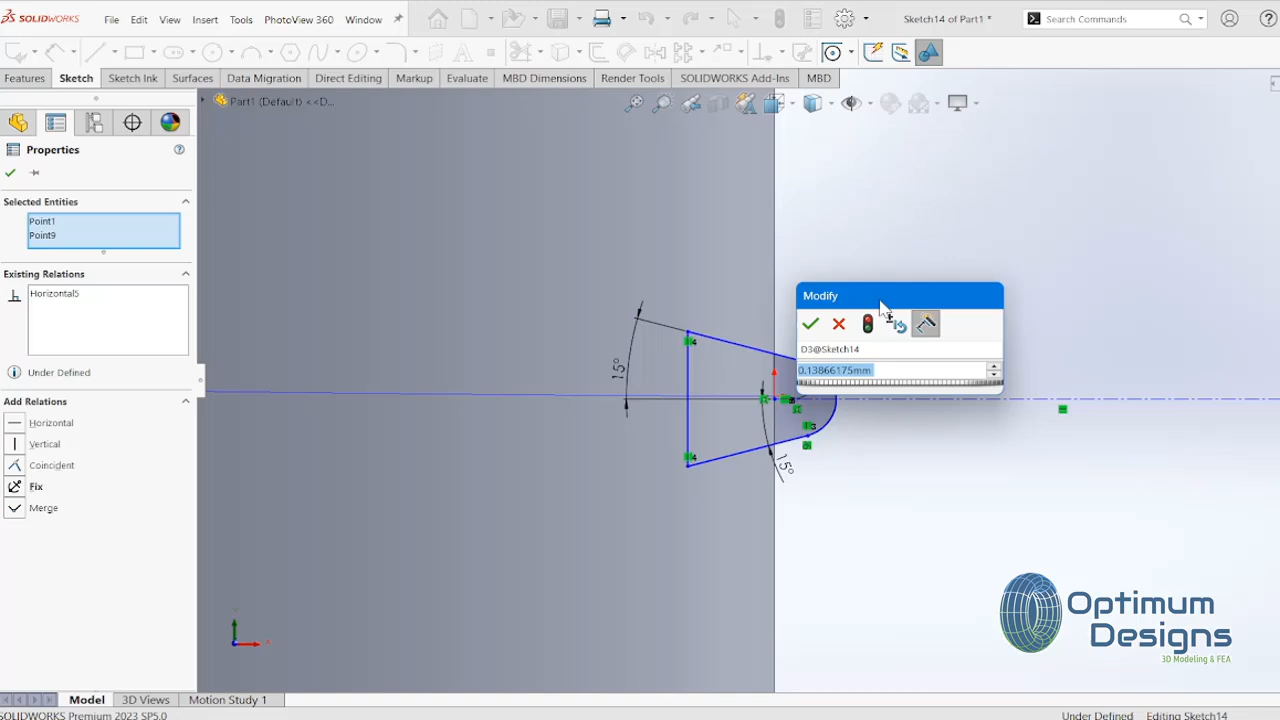 SOLIDWORKS
File Edit View Insert Tools PhotoView 360 Window
Sketch14 of Part1 *
Search Commands
Features Sketch Sketch Ink Surfaces Data Migration Direct Editing Markup Evaluate MBD Dimensions Render Tools SOLIDWORKS Add-Ins MBD
Part1 (Default) <<D...
Properties
Selected Entities
Point1
Point9
Existing Relations
Horizontal5
Under Defined
Add Relations
Horizontal
Vertical
Coincident
Fix
Merge
Modify
D3@Sketch14
0.13866175mm
15°
15°
4
4
3
Optimum
Designs
3D Modeling & FEA
Model 3D Views Motion Study 1
SOLIDWORKS Premium 2023 SP5.0
Under Defined Editing Sketch14